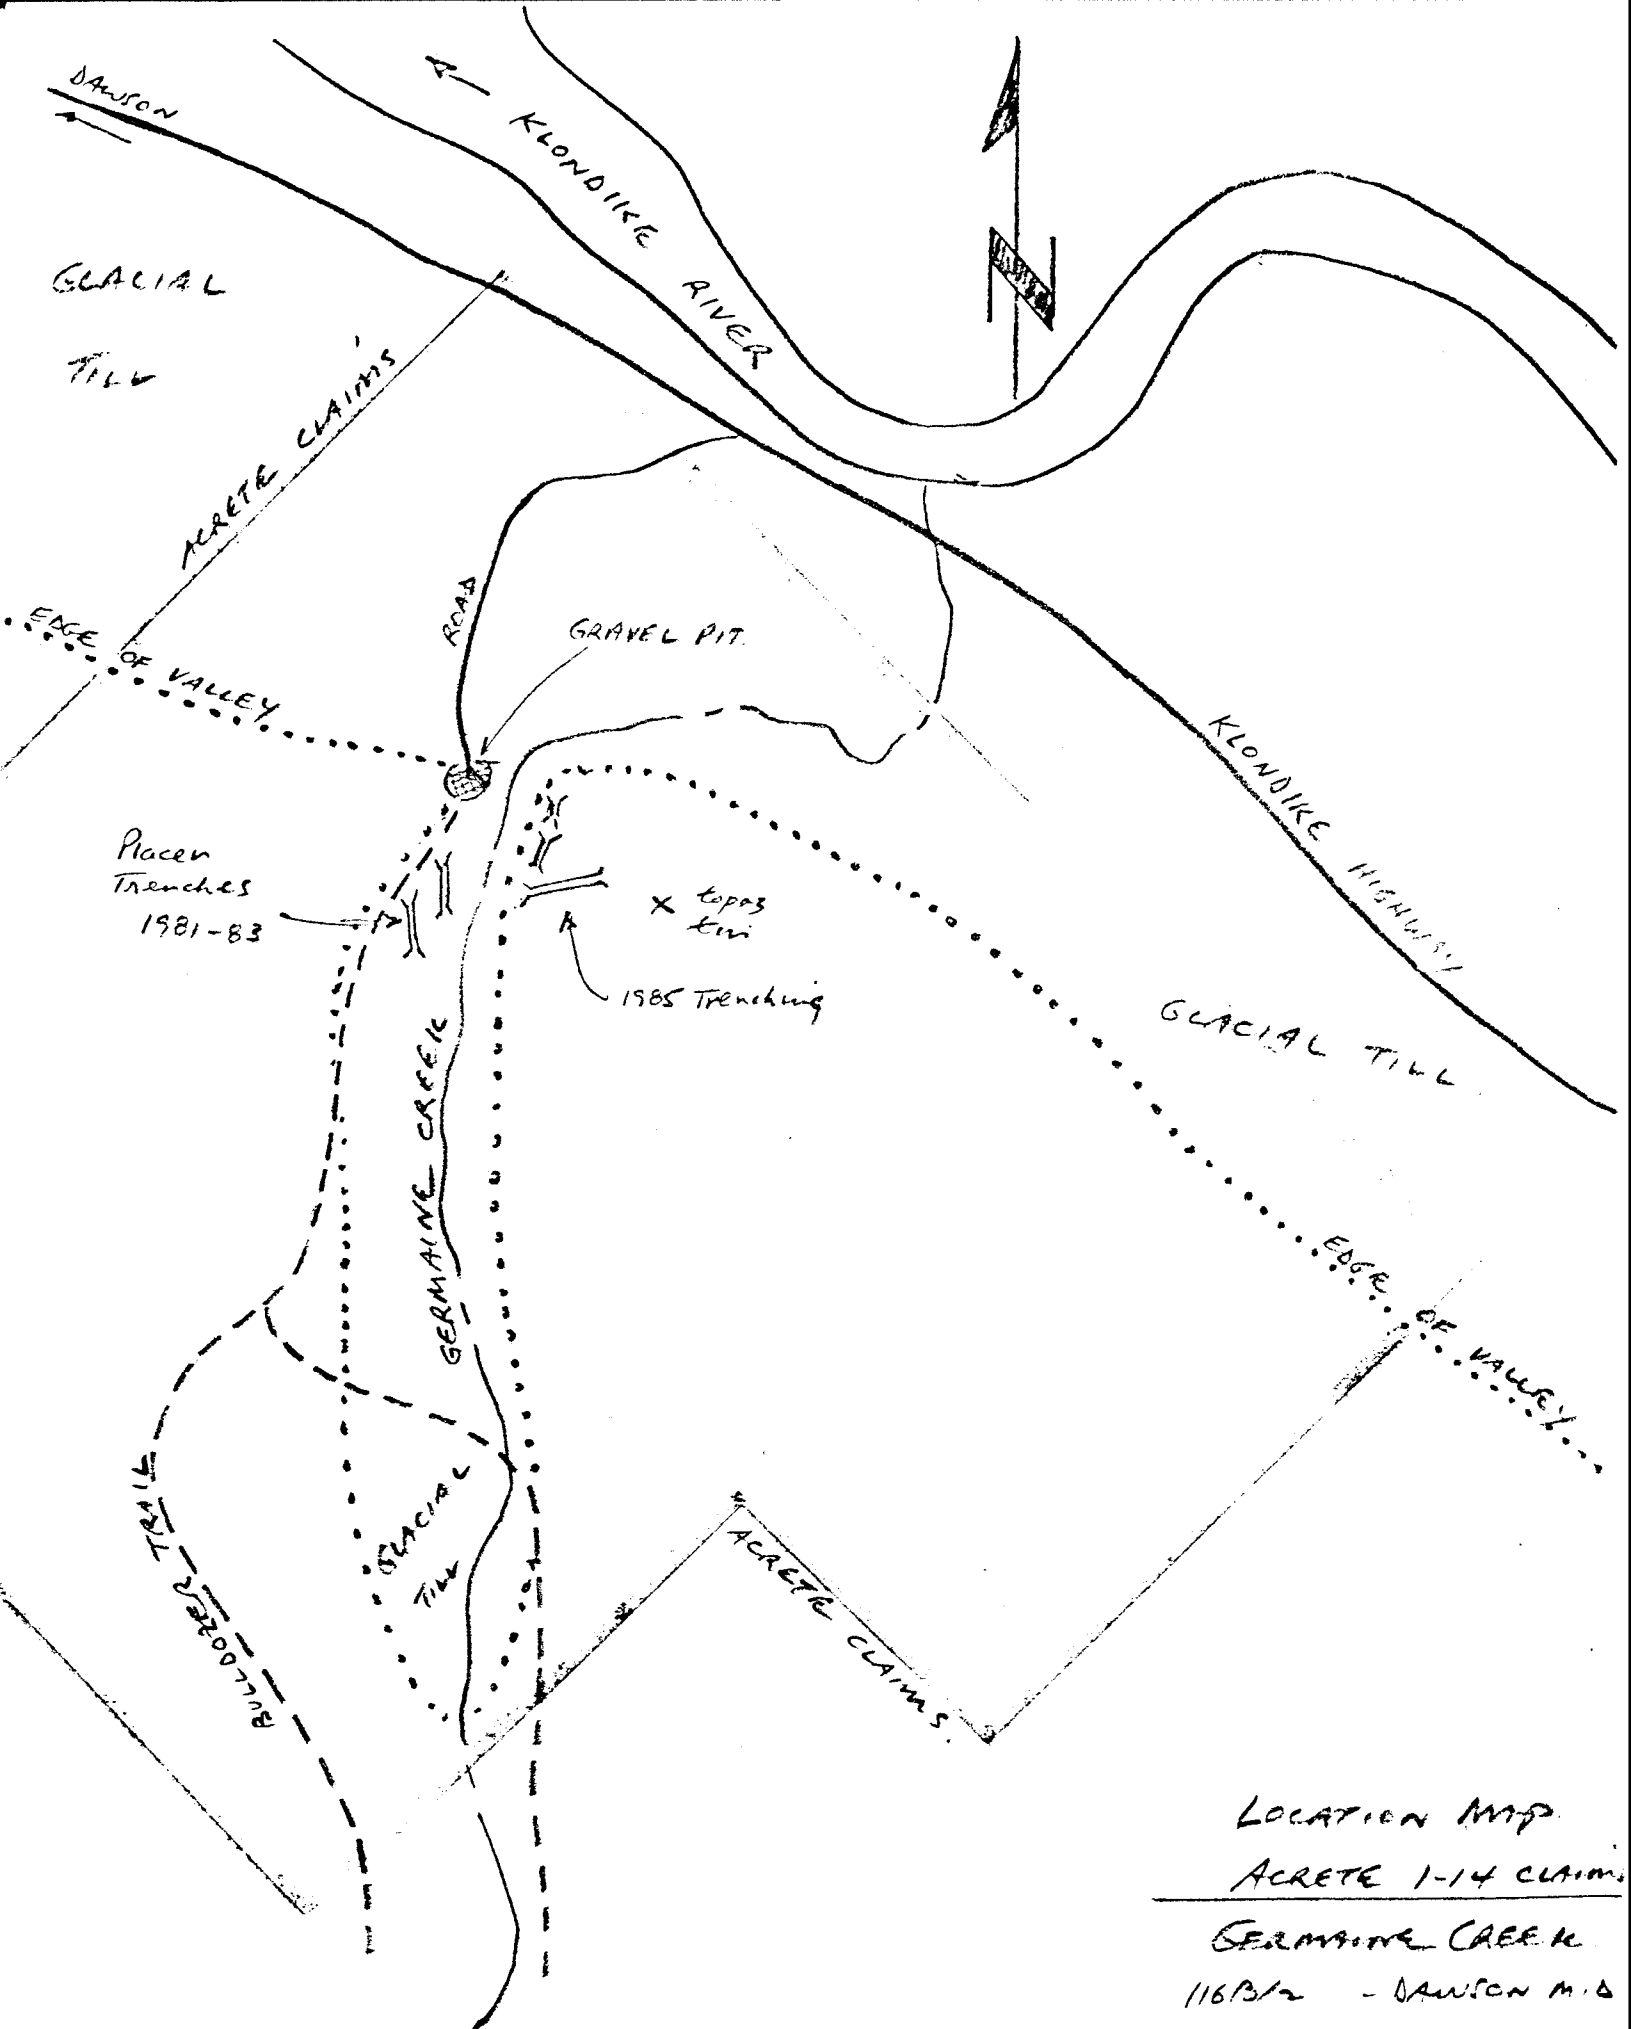 DAWSON
KLONDIKE RIVER
N
GLACIAL
TILL
ACRETE CLAIMS
ROAD
GRAVEL PIT.
EDGE OF VALLEY
KLONDIKE HIGHWAY
Placer
Trenches
1981-83
X topaz
tin
1985 Trenching
GLACIAL TILL
GERMAINE CREEK
EDGE OF VALLEY
GLACIAL
TILL
BULLDOZER TRAIL
ACRETE CLAIMS.
LOCATION MAP
ACRETE 1-14 CLAIMS
GERMAINE CREEK
116B/2 - DAWSON M.D